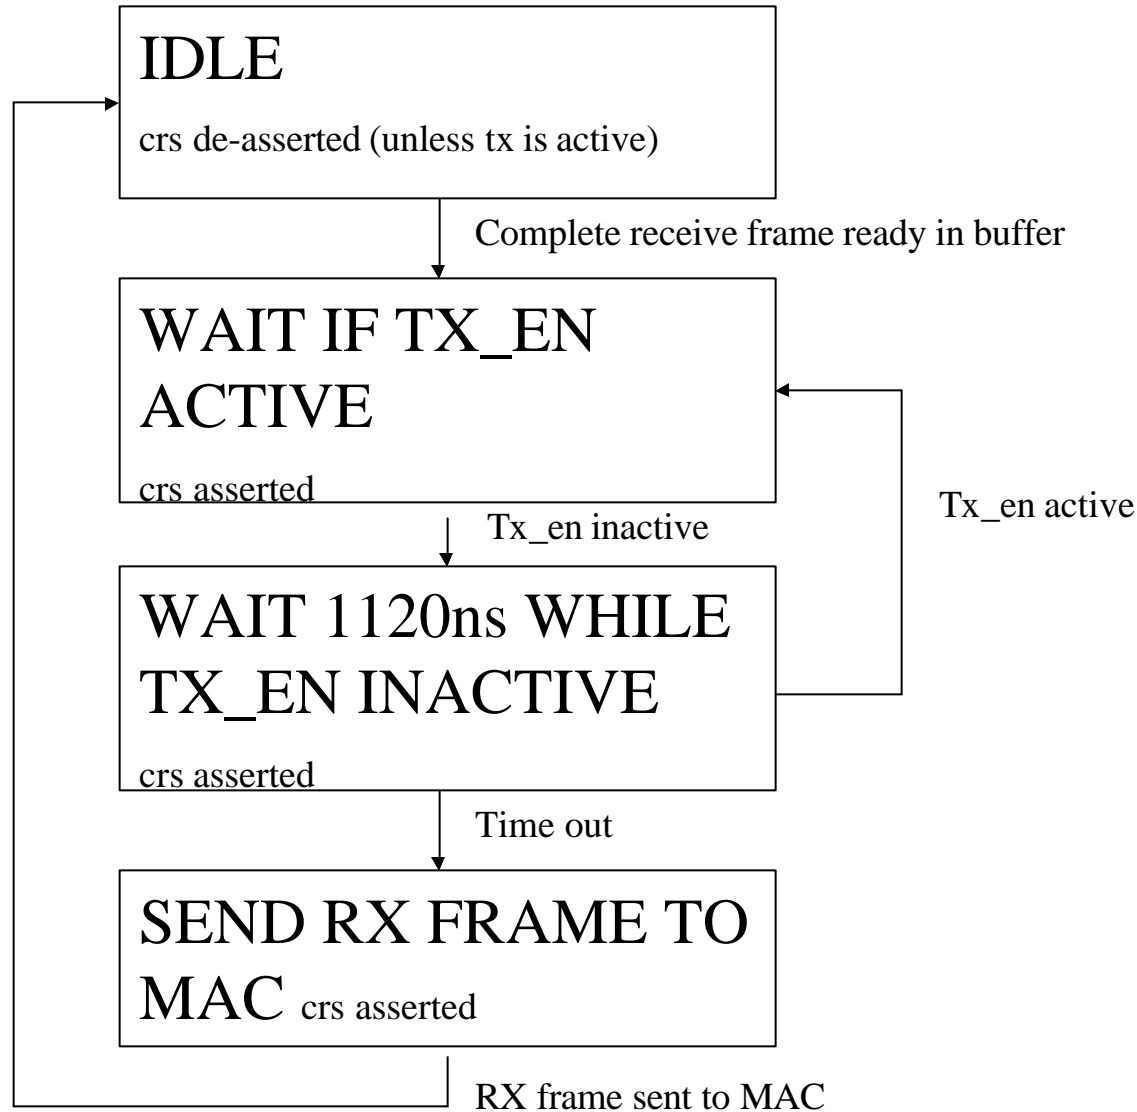 IDLE
crs de-asserted (unless tx is active)
Complete receive frame ready in buffer
WAIT IF TX_EN
ACTIVE
crs asserted
Tx_en active
Tx_en inactive
WAIT 1120ns WHILE
TX_EN INACTIVE
crs asserted
Time out
SEND RX FRAME TO
MAC crs asserted
RX frame sent to MAC